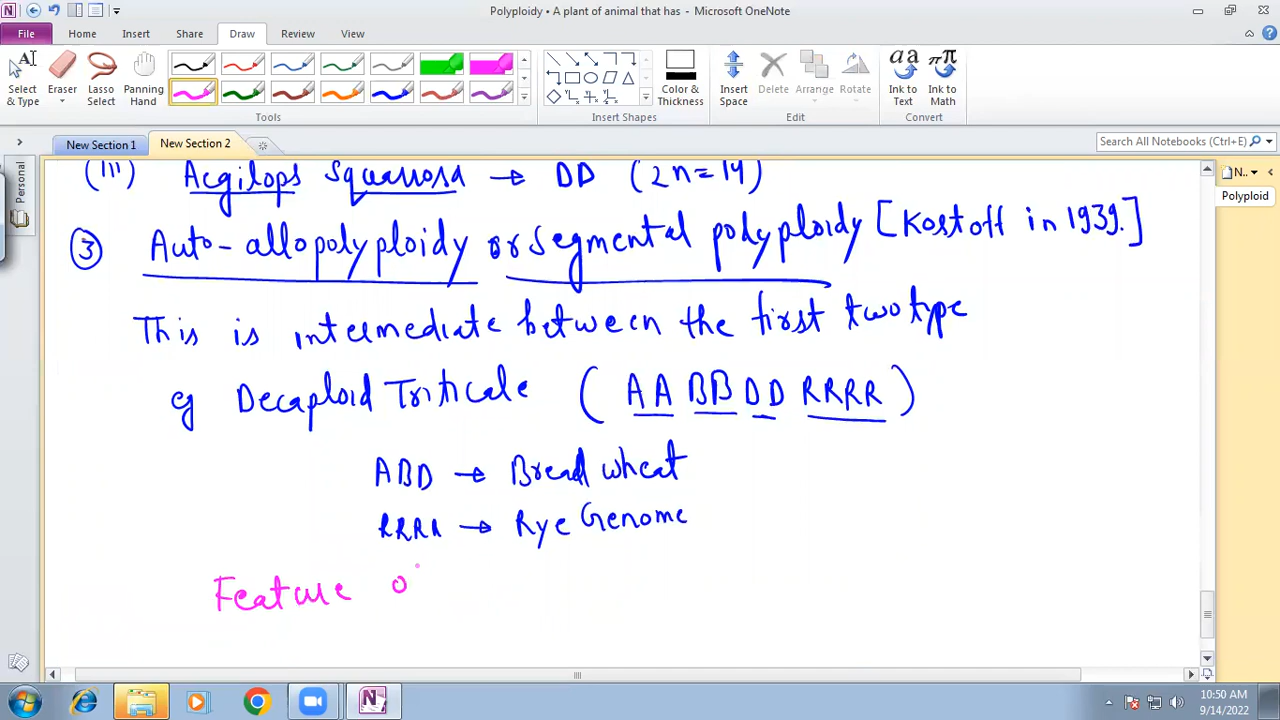 Polyploidy - A plant of animal that has - Microsoft OneNote
File Home Insert Draw Review View
Select & Type Eraser Lasso Select Panning Hand Color & Thickness Insert Space Delete Arrange Rotate Ink to Text Ink to Math
Tools Insert Shapes Edit Convert
New Section 1 New Section 2 Search All Notebooks (Ctrl+E) N..
Personal
Polyploid
(III) Aegilops Squarrosa → DD (2n=14)
③ Auto-allopolyploidy or segmental polyploidy [Kostoff in 1939.]
This is intermediate between the first two type
eg Decaploid Triticale (AA BB DD RRRR)
ABD → Bread wheat
RRRR → Rye Genome
Feature o
10:50 AM
9/14/2022